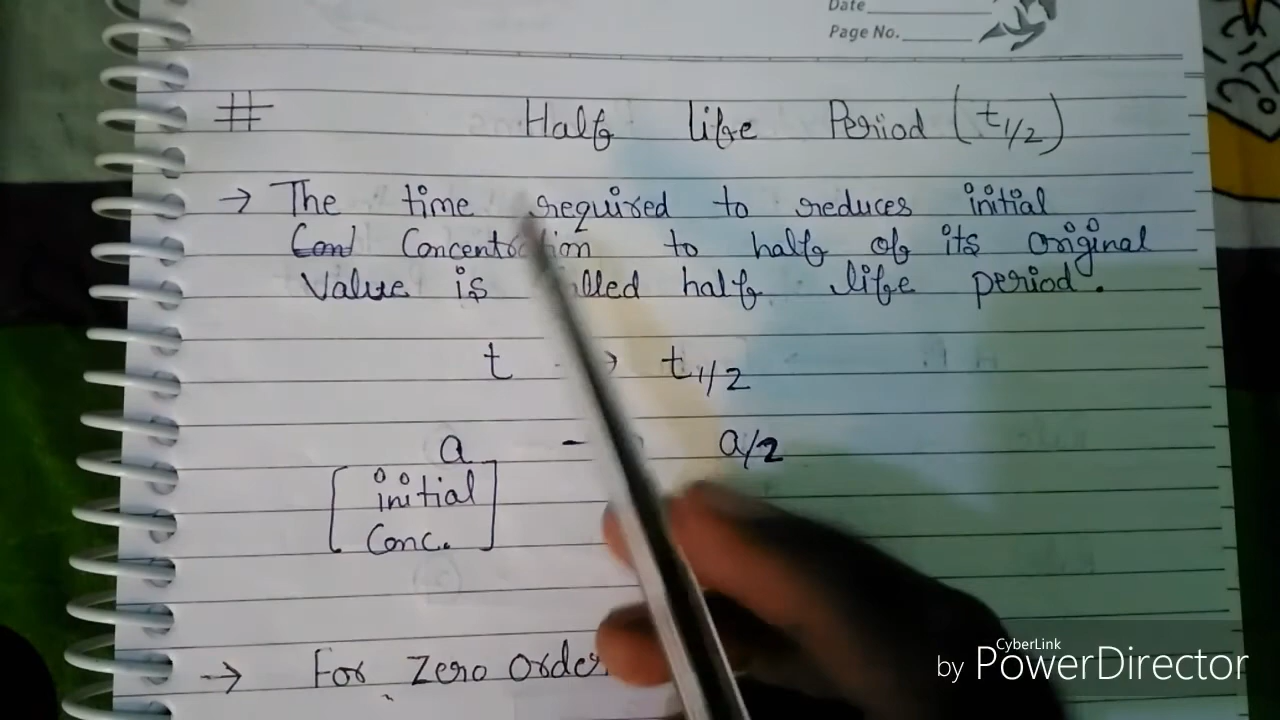 Date
Page No.
# Half life Period (t1/2)
→ The time required to reduces initial
Con Concentration to half of its original
Value is called half life period.
t → t1/2
a - a/2
[initial
Conc.]
→ For Zero Order
CyberLink
by PowerDirector